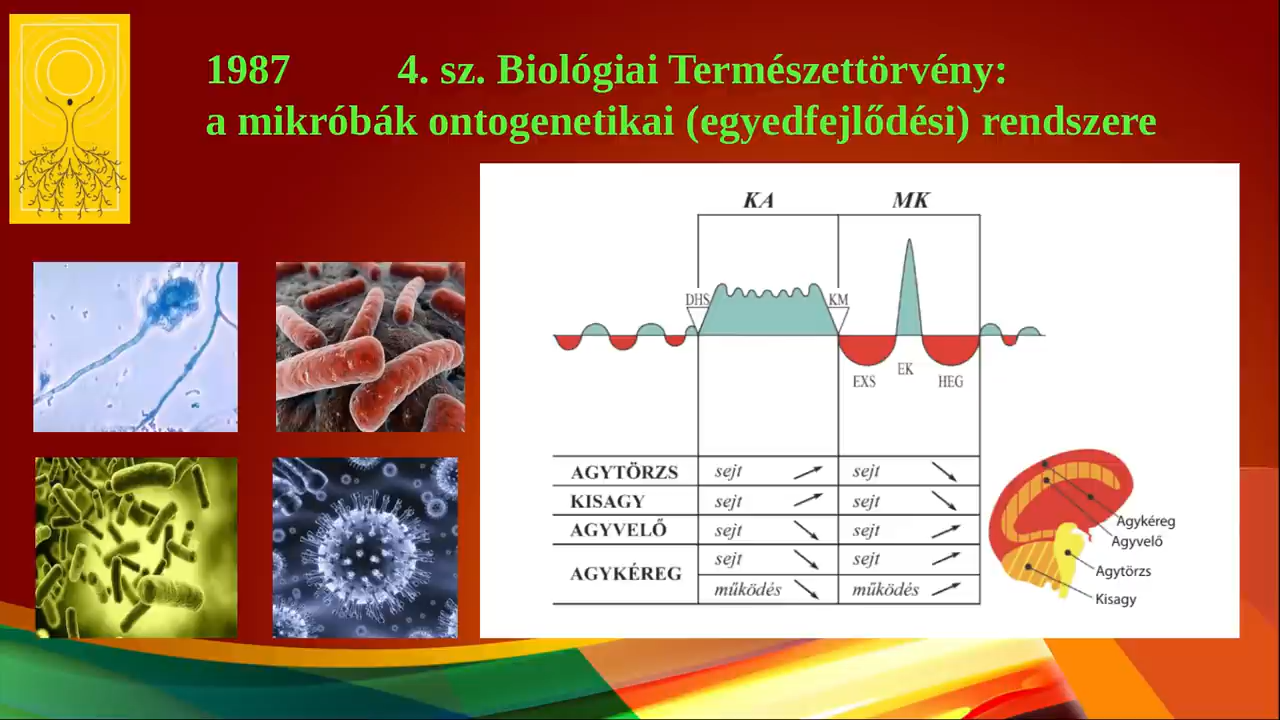 1987 4. sz. Biológiai Természettörvény:
a mikróbák ontogenetikai (egyedfejlődési) rendszere
KA MK
DHS KM
EXS EK HEG
AGYTÖRZS sejt sejt
KISAGY sejt sejt
AGYVELŐ sejt sejt
AGYKÉREG sejt sejt
működés működés
Agykéreg
Agyvelő
Agytörzs
Kisagy